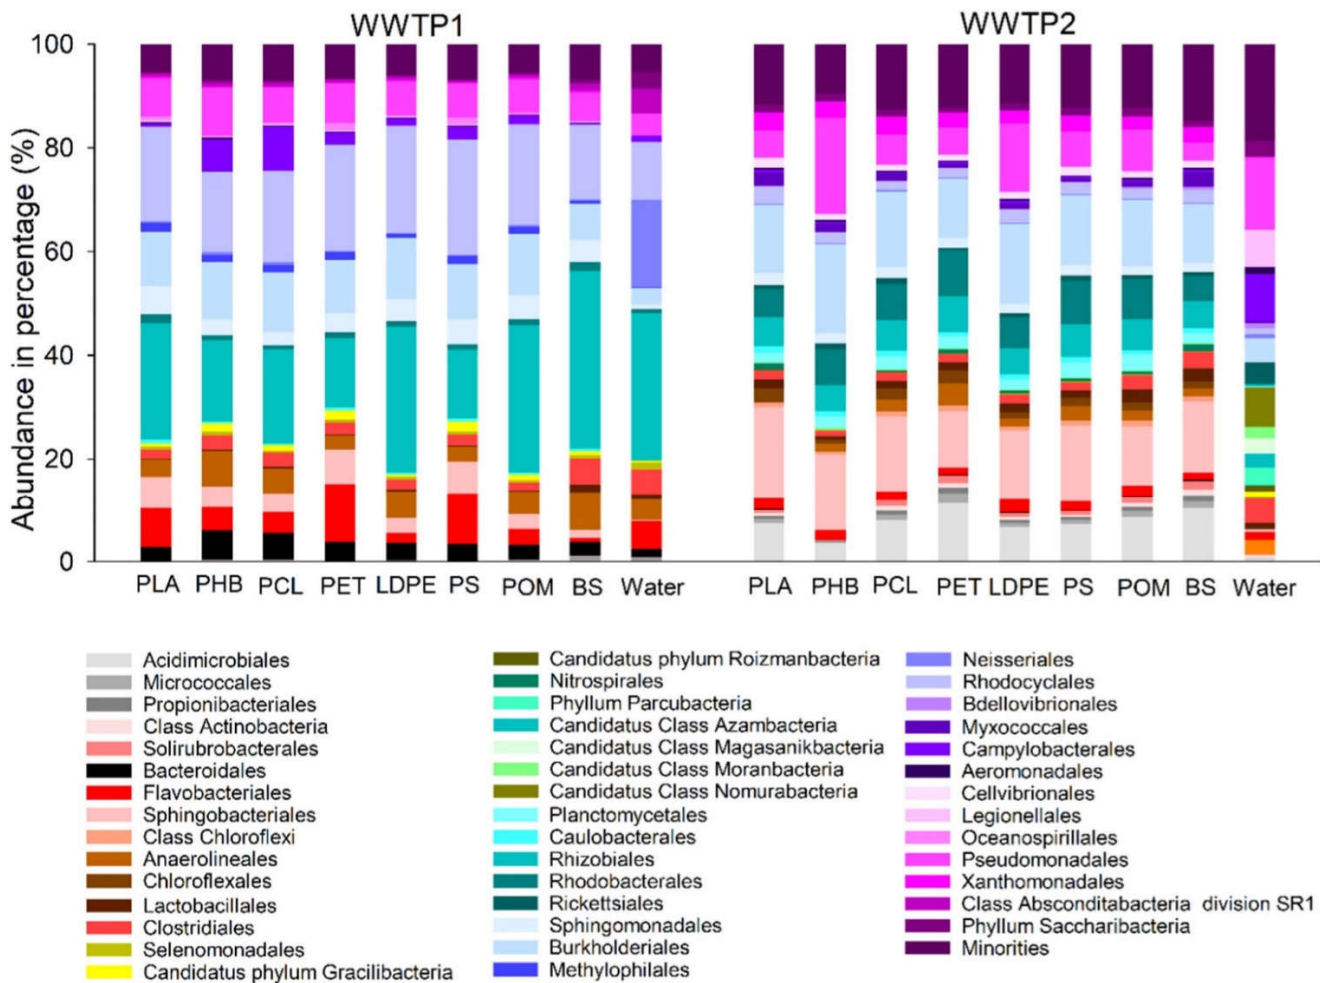 WWTP1
WWTP2
Abundance in percentage (%)
100
80
60
40
20
0
PLA PHB PCL PET LDPE PS POM BS Water
PLA PHB PCL PET LDPE PS POM BS Water
Acidimicrobiales
Micrococcales
Propionibacteriales
Class Actinobacteria
Solirubrobacterales
Bacteroidales
Flavobacteriales
Sphingobacteriales
Class Chloroflexi
Anaerolineales
Chloroflexales
Lactobacillales
Clostridiales
Selenomonadales
Candidatus phylum Gracilibacteria
Candidatus phylum Roizmanbacteria
Nitrospirales
Phyllum Parcubacteria
Candidatus Class Azambacteria
Candidatus Class Magasanikbacteria
Candidatus Class Moranbacteria
Candidatus Class Nomurabacteria
Planctomycetales
Caulobacterales
Rhizobiales
Rhodobacterales
Rickettsiales
Sphingomonadales
Burkholderiales
Methylophilales
Neisseriales
Rhodocyclales
Bdellovibrionales
Myxococcales
Campylobacterales
Aeromonadales
Cellvibrionales
Legionellales
Oceanospirillales
Pseudomonadales
Xanthomonadales
Class Absconditabacteria division SR1
Phyllum Saccharibacteria
Minorities